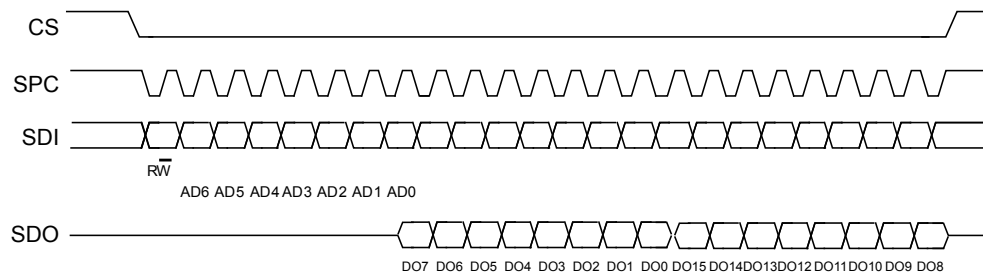 CS
SPC
SDI
RW
AD6 AD5 AD4 AD3 AD2 AD1 AD0
SDO
DO7 DO6 DO5 DO4 DO3 DO2 DO1 DO0 DO15 DO14 DO13 DO12 DO11 DO10 DO9 DO8